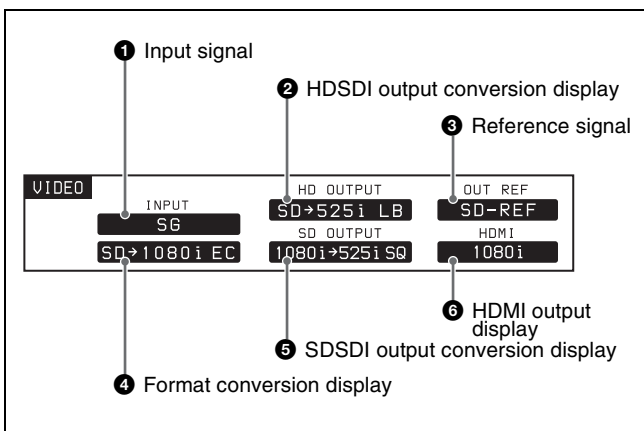 ❶ Input signal
❷ HDSDI output conversion display
❸ Reference signal
VIDEO
INPUT
HD OUTPUT
OUT REF
SG
SD→525i LB
SD-REF
SD OUTPUT
HDMI
SD→1080i EC
1080i→525i SQ
1080i
❻ HDMI output
display
❺ SDSDI output conversion display
❹ Format conversion display